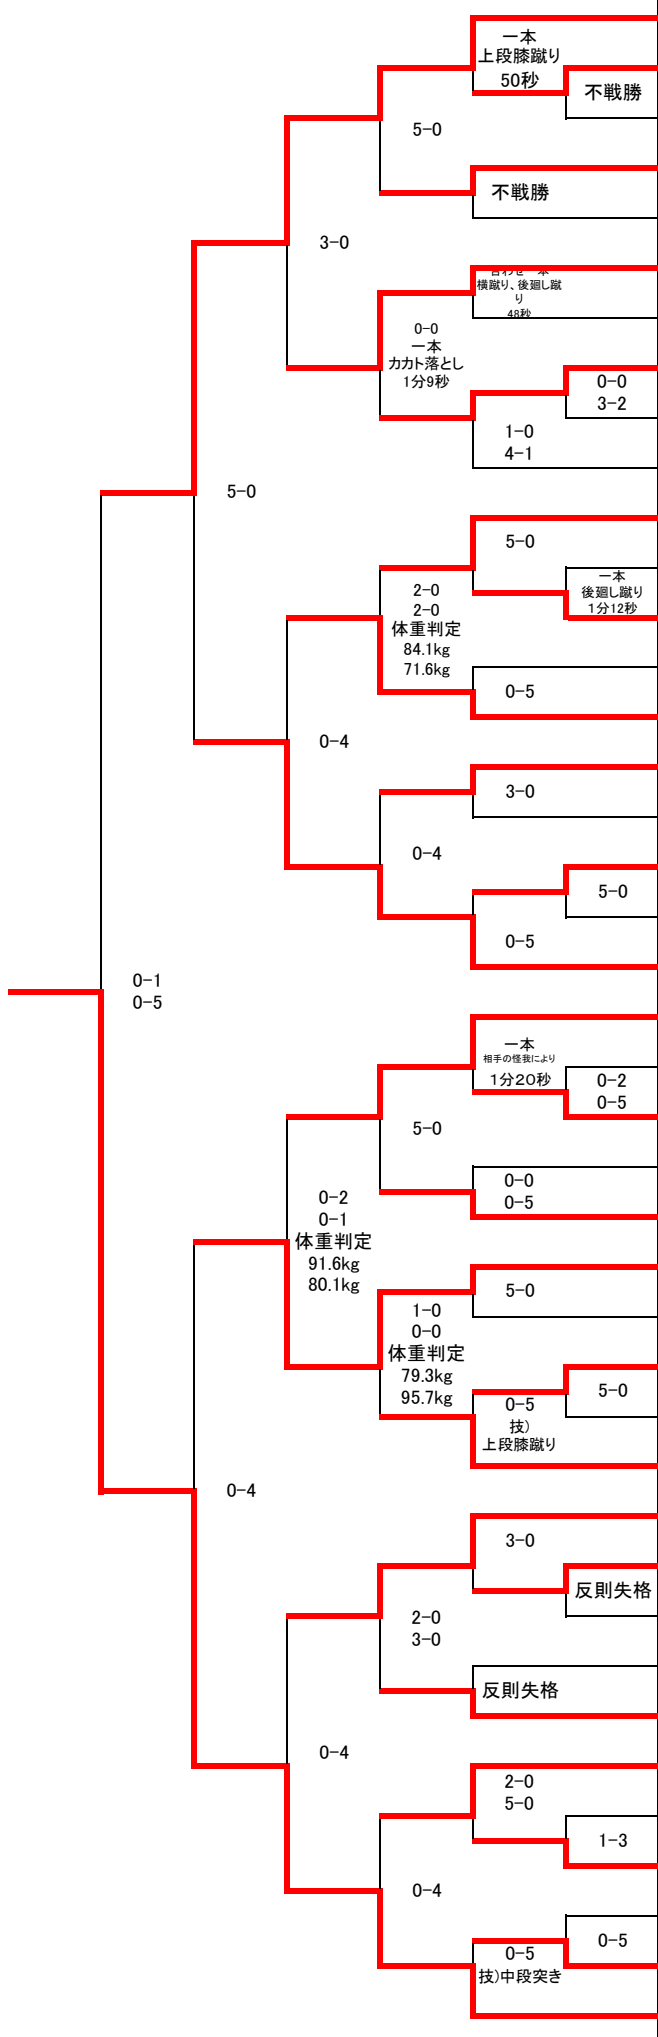 一本
上段膝蹴り
50秒
不戦勝
5-0
不戦勝
3-0
合わせ一本
横蹴り、後廻し蹴
り
48秒
0-0
一本
カカト落とし
1分9秒
0-0
3-2
1-0
4-1
5-0
5-0
一本
後廻し蹴り
1分12秒
2-0
2-0
体重判定
84.1kg
71.6kg
0-5
0-4
3-0
0-4
5-0
0-5
0-1
0-5
一本
相手の怪我により
1分20秒
0-2
0-5
5-0
0-0
0-5
0-2
0-1
体重判定
91.6kg
80.1kg
5-0
1-0
0-0
体重判定
79.3kg
95.7kg
5-0
0-5
技)
上段膝蹴り
0-4
3-0
反則失格
2-0
3-0
反則失格
0-4
2-0
5-0
1-3
0-4
0-5
0-5
技)中段突き